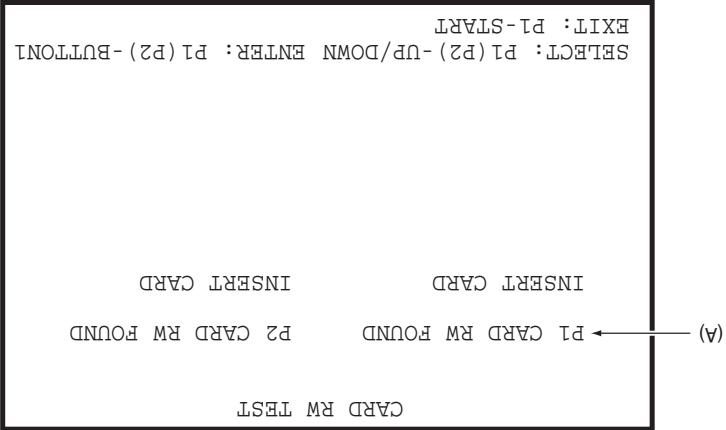 CARD RW TEST
(A)
P1 CARD RW FOUND P2 CARD RW FOUND
INSERT CARD INSERT CARD
SELECT: P1(P2)-UP/DOWN ENTER: P1(P2)-BUTTON1
EXIT: P1-START